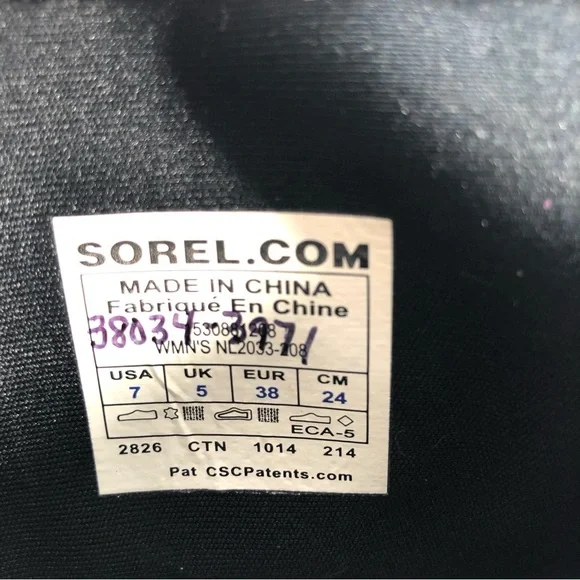 SOREL.COM
MADE IN CHINA
Fabriqué En Chine
38034-3971
WMN'S NL2033-208
USA UK EUR CM
7 5 38 24
ECA-5
2826 CTN 1014 214
Pat CSCPatents.com